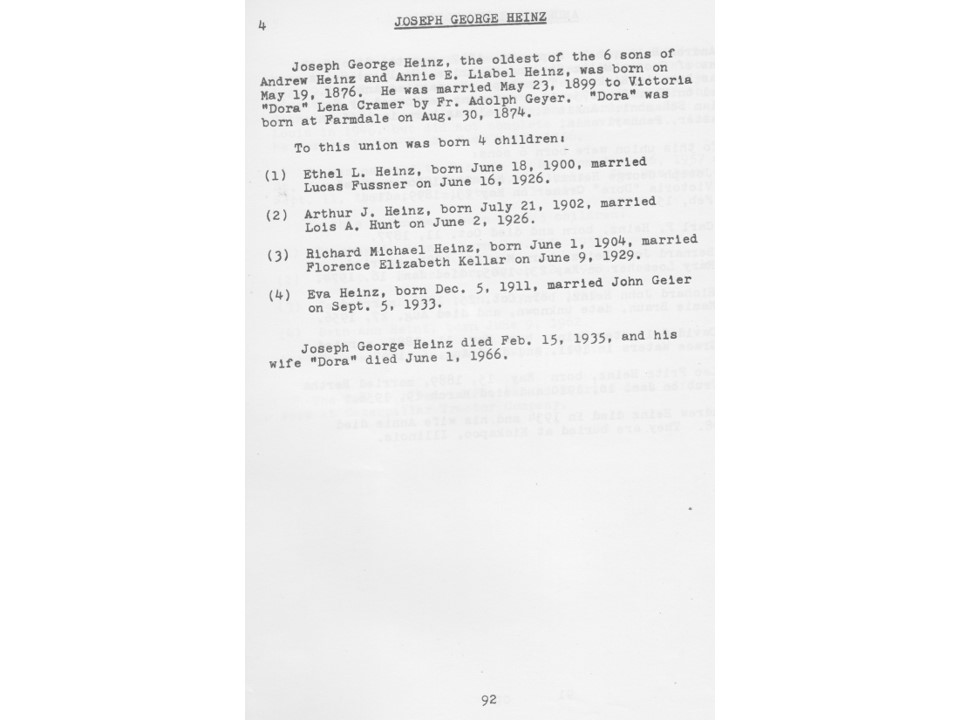 4
JOSEPH GEORGE HEINZ
Joseph George Heinz, the oldest of the 6 sons of
Andrew Heinz and Annie E. Liabel Heinz, was born on
May 19, 1876. He was married May 23, 1899 to Victoria
"Dora" Lena Cramer by Fr. Adolph Geyer. "Dora" was
born at Farmdale on Aug. 30, 1874.
To this union was born 4 children:
(1) Ethel L. Heinz, born June 18, 1900, married
Lucas Fussner on June 16, 1926.
(2) Arthur J. Heinz, born July 21, 1902, married
Lois A. Hunt on June 2, 1926.
(3) Richard Michael Heinz, born June 1, 1904, married
Florence Elizabeth Kellar on June 9, 1929.
(4) Eva Heinz, born Dec. 5, 1911, married John Geier
on Sept. 5, 1933.
Joseph George Heinz died Feb. 15, 1935, and his
wife "Dora" died June 1, 1966.
92